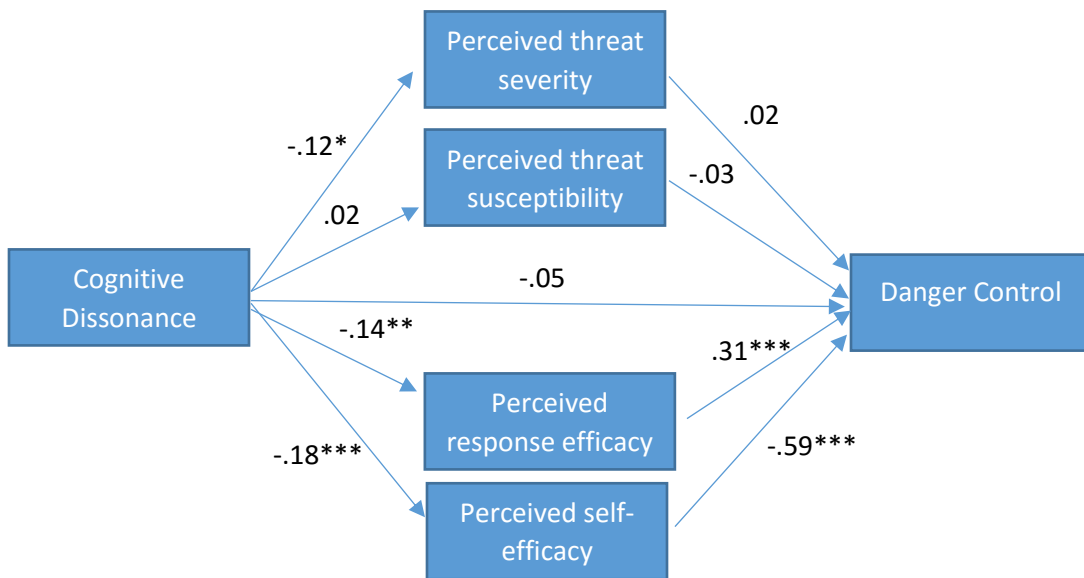 Perceived threat
severity
.02
-.12*
Perceived threat
susceptibility
-.03
.02
Cognitive
Dissonance
-.05
Danger Control
-.14**
.31***
Perceived
response efficacy
-.18***
-.59***
Perceived self-
efficacy